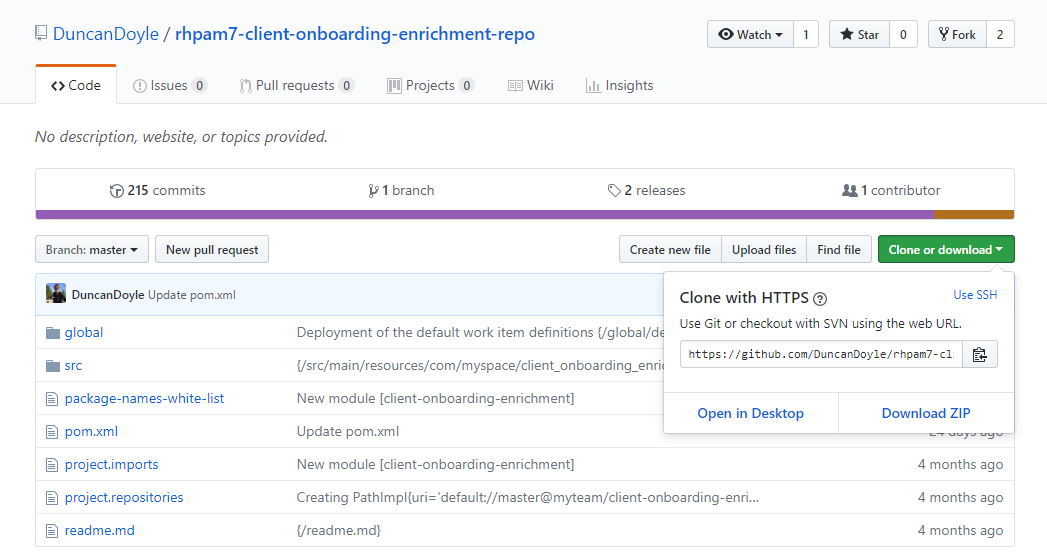 DuncanDoyle / rhpam7-client-onboarding-enrichment-repo
Watch 1 Star 0 Fork 2
Code Issues 0 Pull requests 0 Projects 0 Wiki Insights
No description, website, or topics provided.
215 commits 1 branch 2 releases 1 contributor
Branch: master New pull request Create new file Upload files Find file Clone or download
DuncanDoyle Update pom.xml
Clone with HTTPS ? Use SSH
Use Git or checkout with SVN using the web URL.
https://github.com/DuncanDoyle/rhpam7-cl
Open in Desktop Download ZIP
global Deployment of the default work item definitions {/global/de
src {/src/main/resources/com/myspace/client_onboarding_enri
package-names-white-list New module [client-onboarding-enrichment]
pom.xml Update pom.xml 24 days ago
project.imports New module [client-onboarding-enrichment] 4 months ago
project.repositories Creating PathImpl{uri='default://master@myteam/client-onboarding-enri... 4 months ago
readme.md {/readme.md} 4 months ago